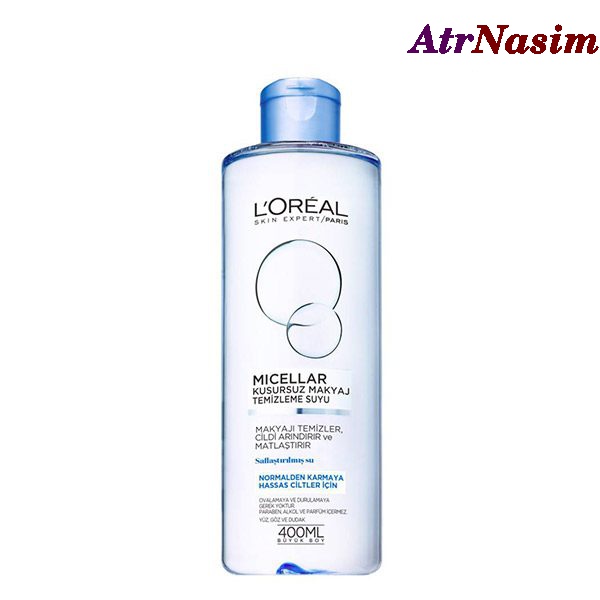 AtrNasim
L'ORÉAL
SKIN EXPERT/PARIS
MICELLAR
KUSURSUZ MAKYAJ
TEMİZLEME SUYU
MAKYAJI TEMİZLER,
CİLDİ ARINDIRIR ve
MATLAŞTIRIR
Saflaştırılmış su
NORMALDEN KARMAYA
HASSAS CİLTLER İÇİN
OVALAMAYA VE DURULAMAYA
GEREK YOKTUR.
PARABEN, ALKOL VE PARFÜM İÇERMEZ.
YÜZ, GÖZ VE DUDAK.
400ML
BÜYÜK BOY